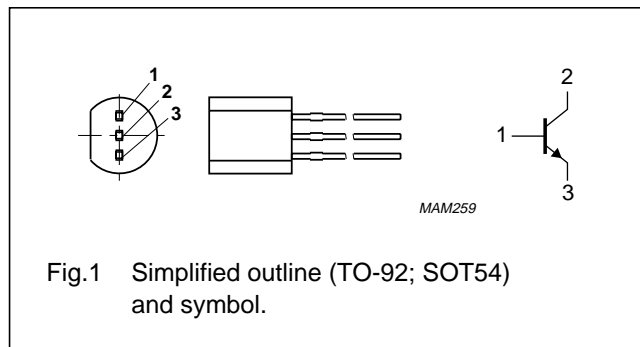 1
2
3
2
1
3
MAM259
Fig.1 Simplified outline (TO-92; SOT54)
and symbol.